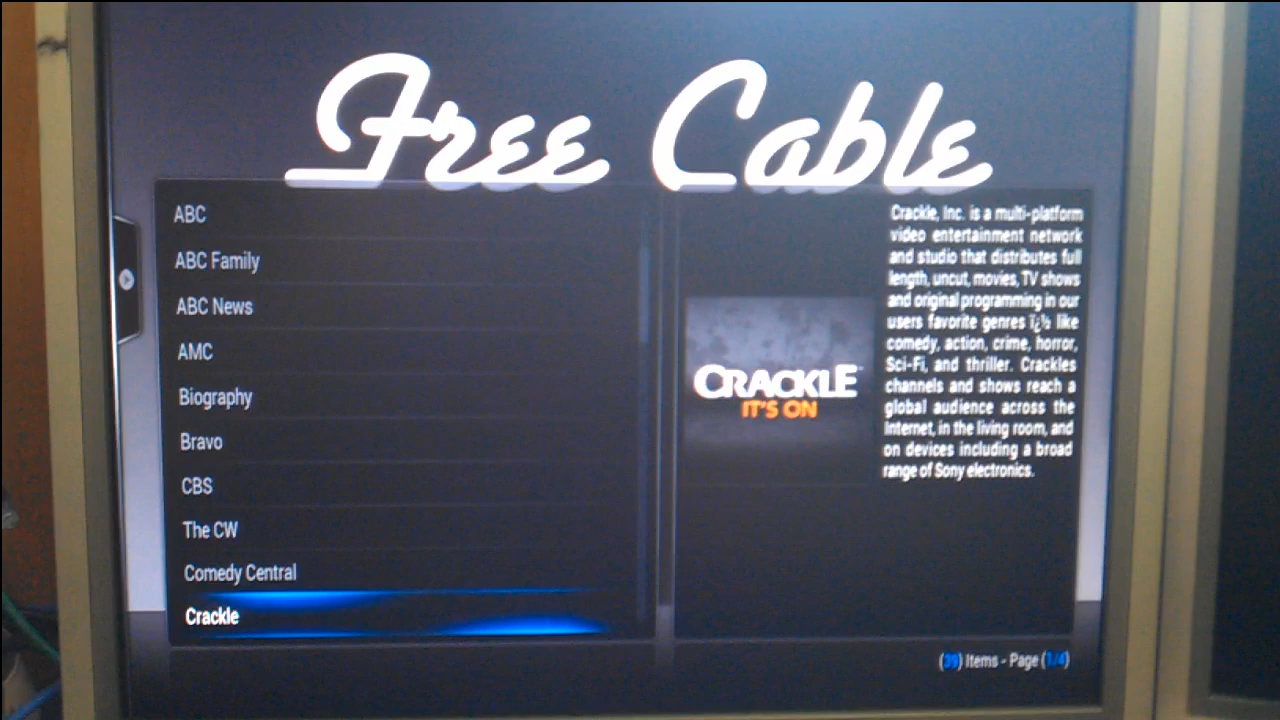 Free Cable
ABC
ABC Family
ABC News
AMC
Biography
Bravo
CBS
The CW
Comedy Central
Crackle
CRACKLE
IT'S ON
Crackle, Inc. is a multi-platform
video entertainment network
and studio that distributes full
length, uncut, movies, TV shows
and original programming in our
users favorite genres ï¿½ like
comedy, action, crime, horror,
Sci-Fi, and thriller. Crackles
channels and shows reach a
global audience across the
Internet, in the living room, and
on devices including a broad
range of Sony electronics.
(39) Items - Page (1/4)